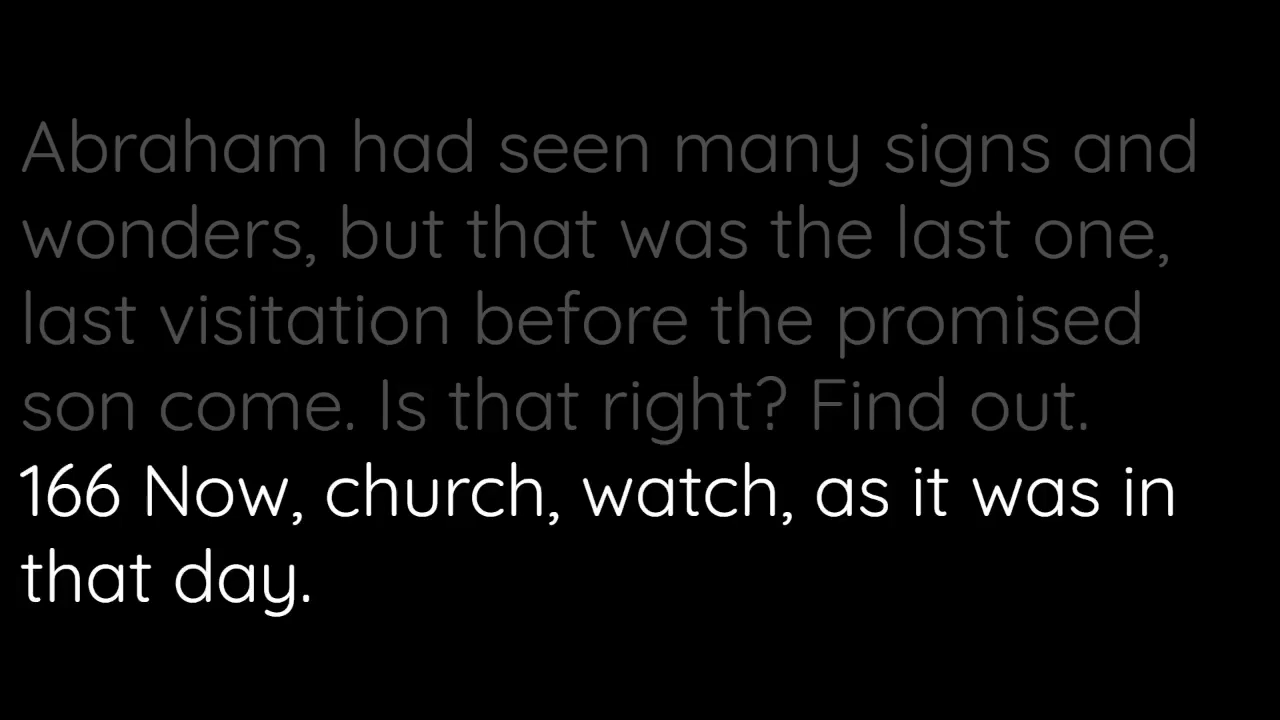 Abraham had seen many signs and
wonders, but that was the last one,
last visitation before the promised
son come. Is that right? Find out.
166 Now, church, watch, as it was in
that day.